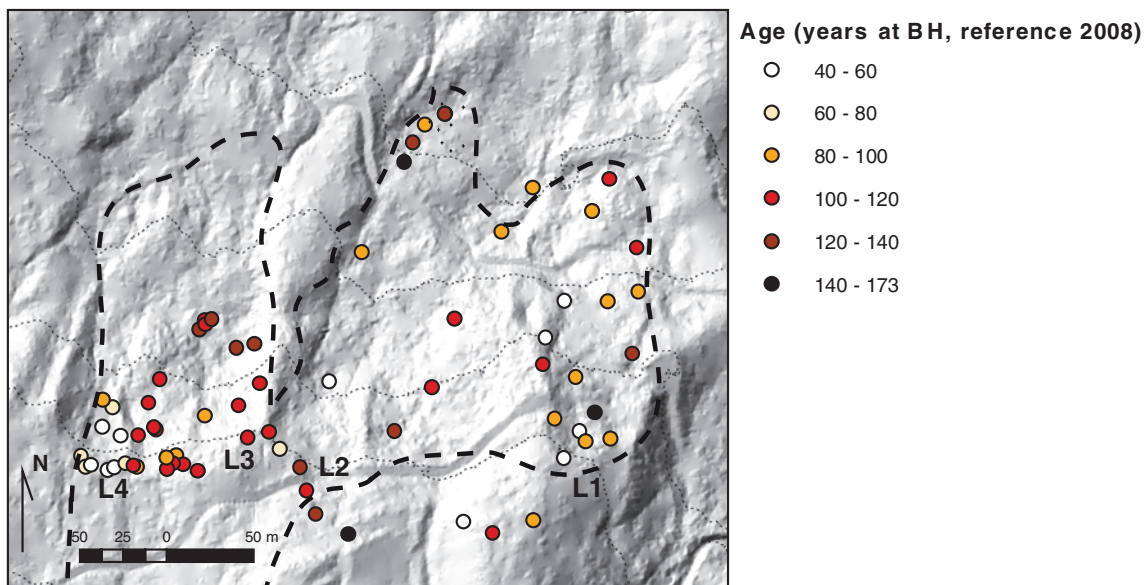 Age (years at BH, reference 2008)
40 - 60
60 - 80
80 - 100
100 - 120
120 - 140
140 - 173
L3
L2
L4
L1
N
50 25 0 50 m